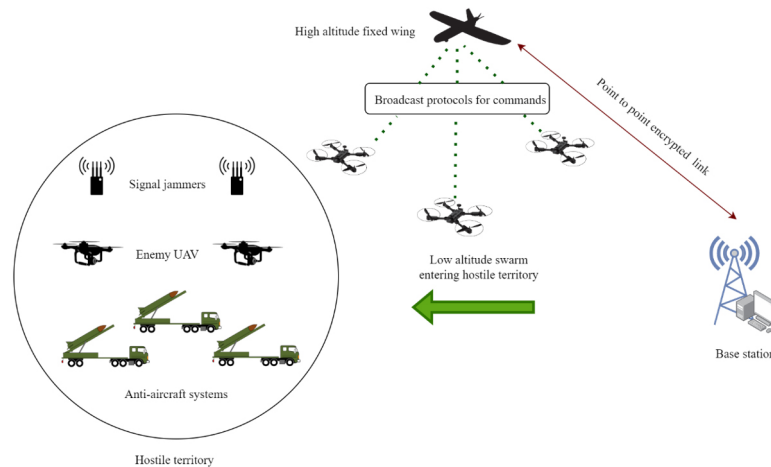 High altitude fixed wing
Broadcast protocols for commands
Point to point encrypted link
Signal jammers
Enemy UAV
Low altitude swarm
entering hostile territory
Base station
Anti-aircraft systems
Hostile territory